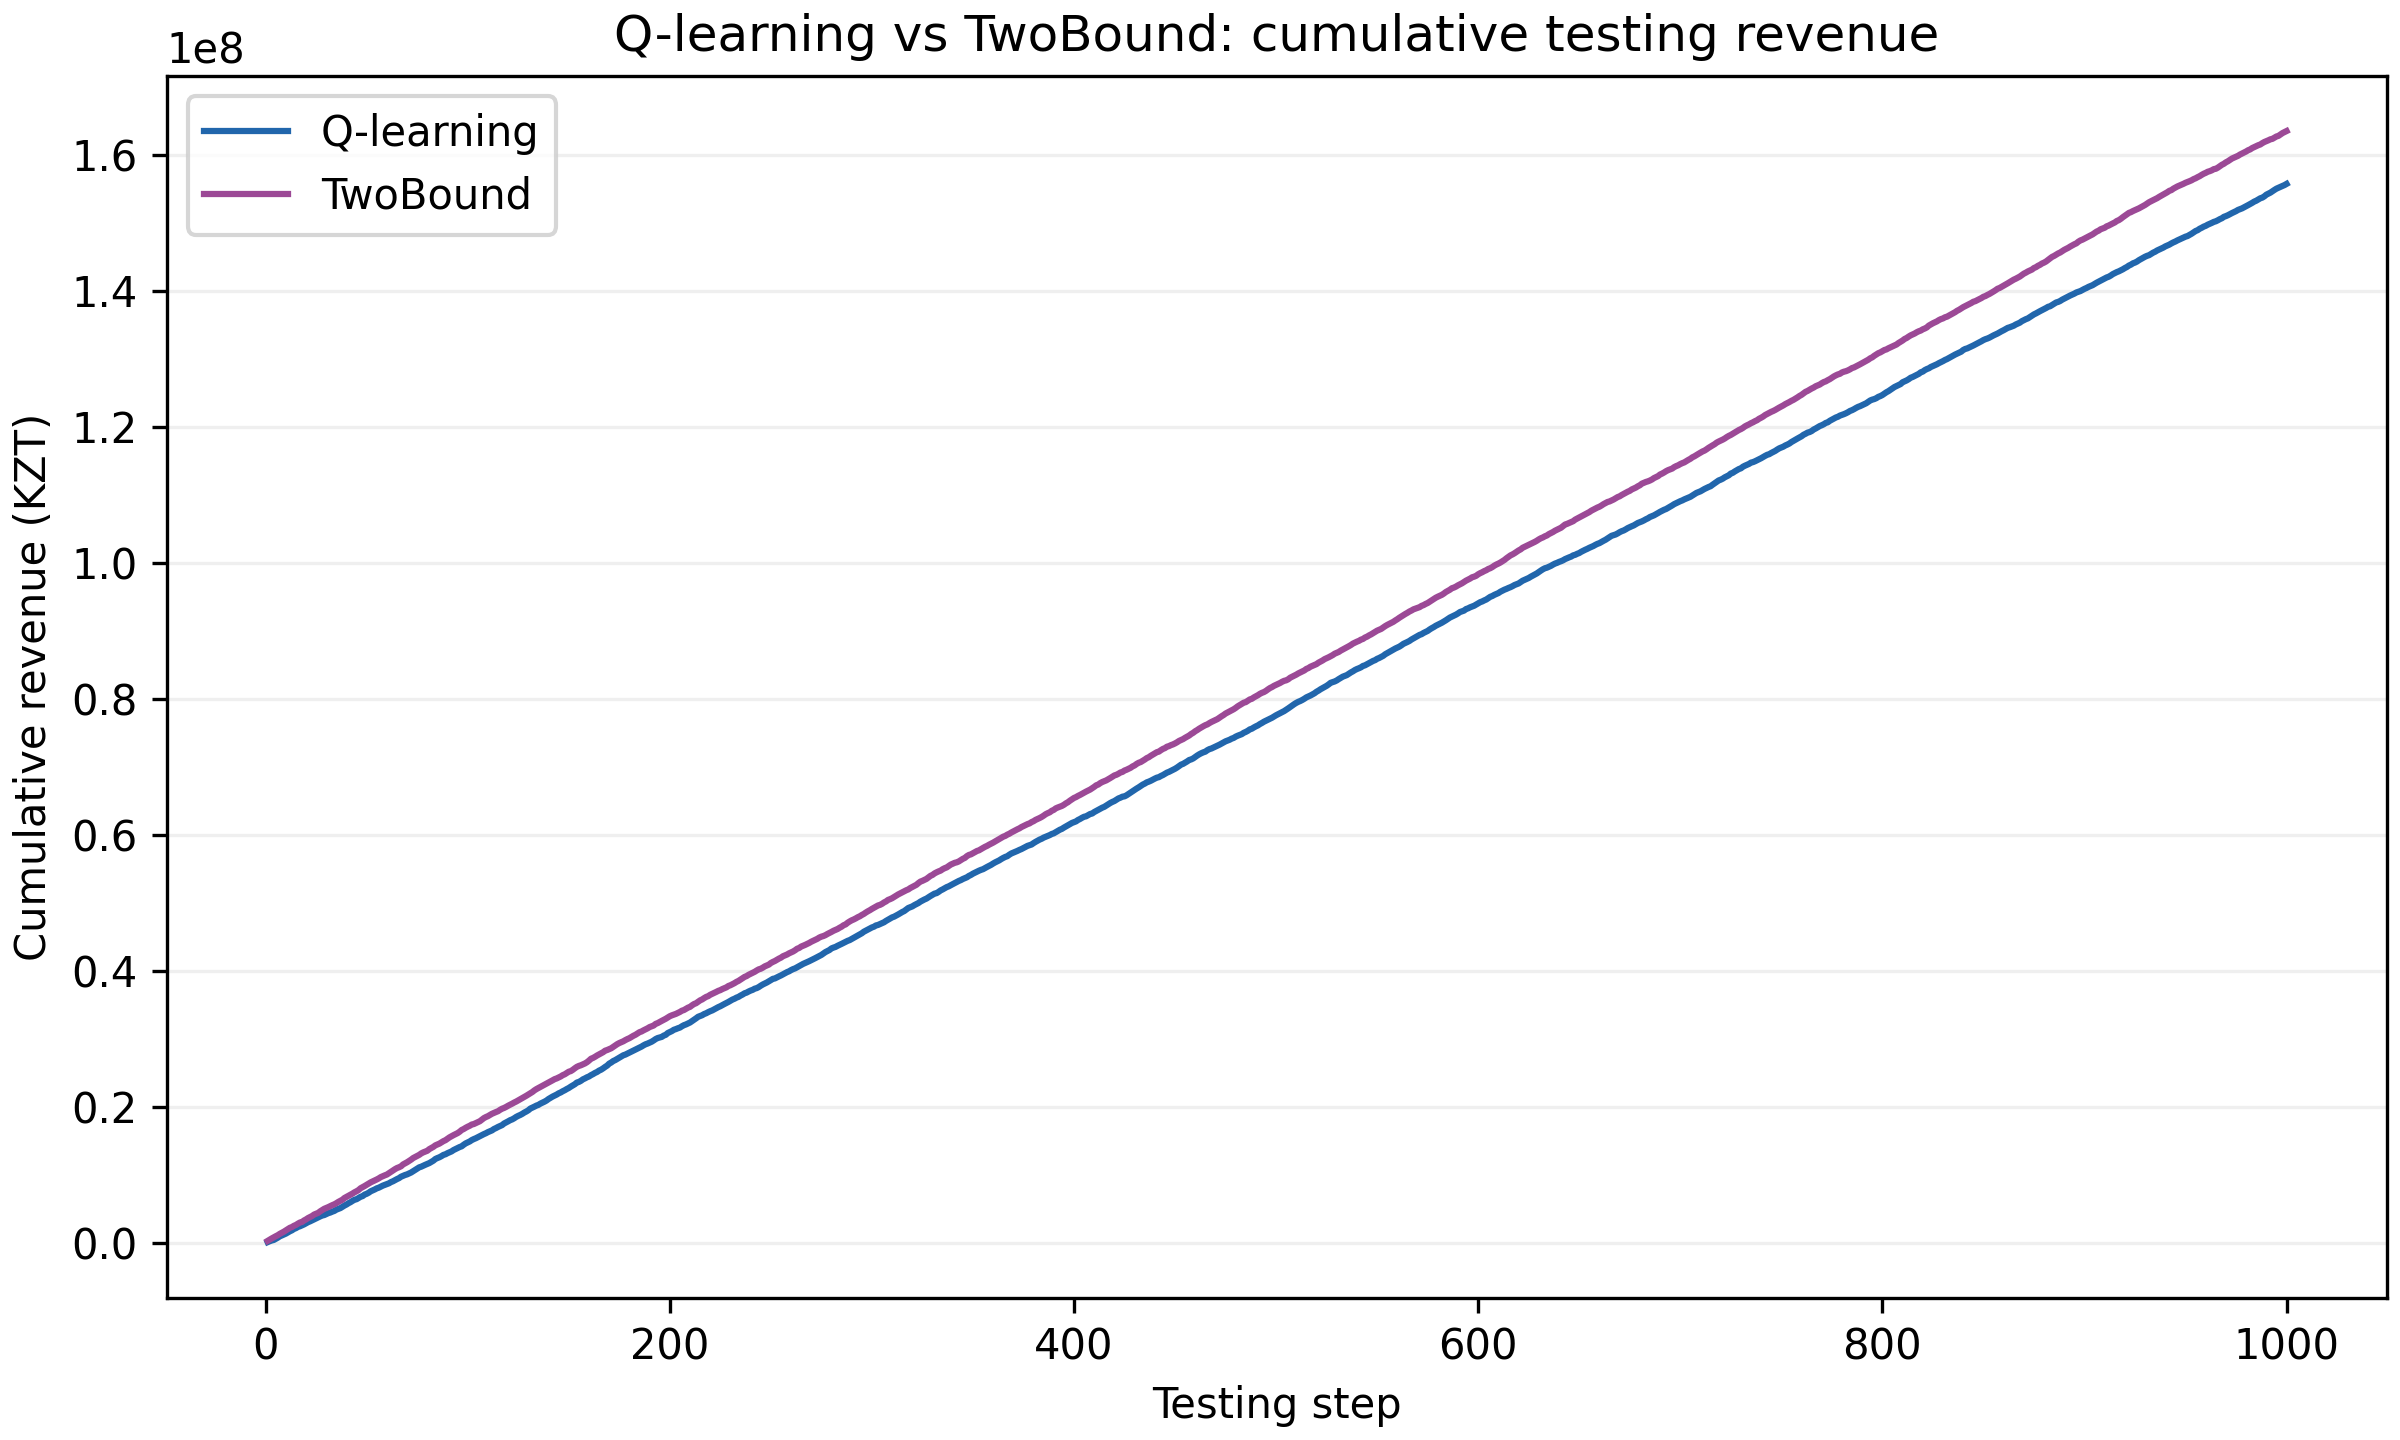 Q-learning vs TwoBound: cumulative testing revenue
1e8
Q-learning
TwoBound
1.6
1.4
1.2
1.0
0.8
0.6
0.4
0.2
0.0
Cumulative revenue (KZT)
0 200 400 600 800 1000
Testing step